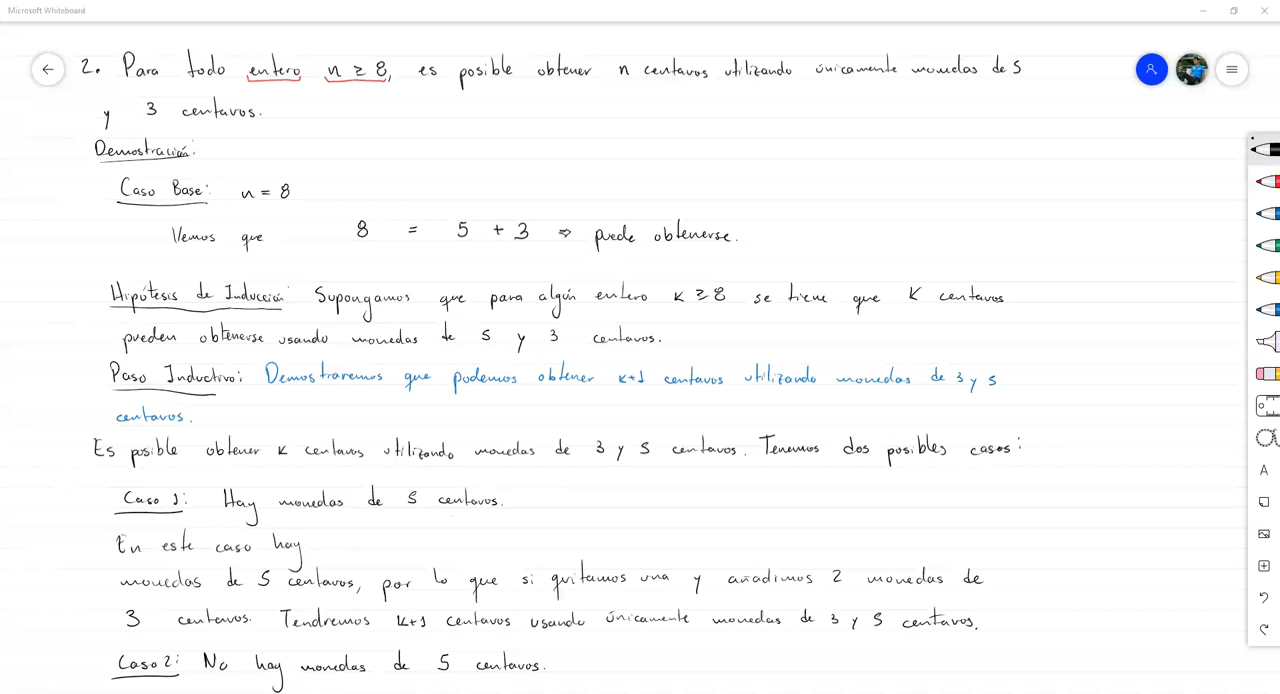 Microsoft Whiteboard
2. Para todo entero n ≥ 8, es posible obtener n centavos utilizando únicamente monedas de 5
y 3 centavos.
Demostración:
Caso Base: n = 8
Vemos que 8 = 5 + 3 ⇒ puede obtenerse.
Hipótesis de Inducción: Supongamos que para algún entero K ≥ 8 se tiene que K centavos
pueden obtenerse usando monedas de 5 y 3 centavos.
Paso Inductivo: Demostraremos que podemos obtener K+1 centavos utilizando monedas de 3 y 5
centavos.
Es posible obtener K centavos utilizando monedas de 3 y 5 centavos. Tenemos dos posibles casos:
Caso 1: Hay monedas de 5 centavos.
En este caso hay
monedas de 5 centavos, por lo que si quitamos una y añadimos 2 monedas de
3 centavos. Tendremos K+1 centavos usando únicamente monedas de 3 y 5 centavos.
Caso 2: No hay monedas de 5 centavos.
A